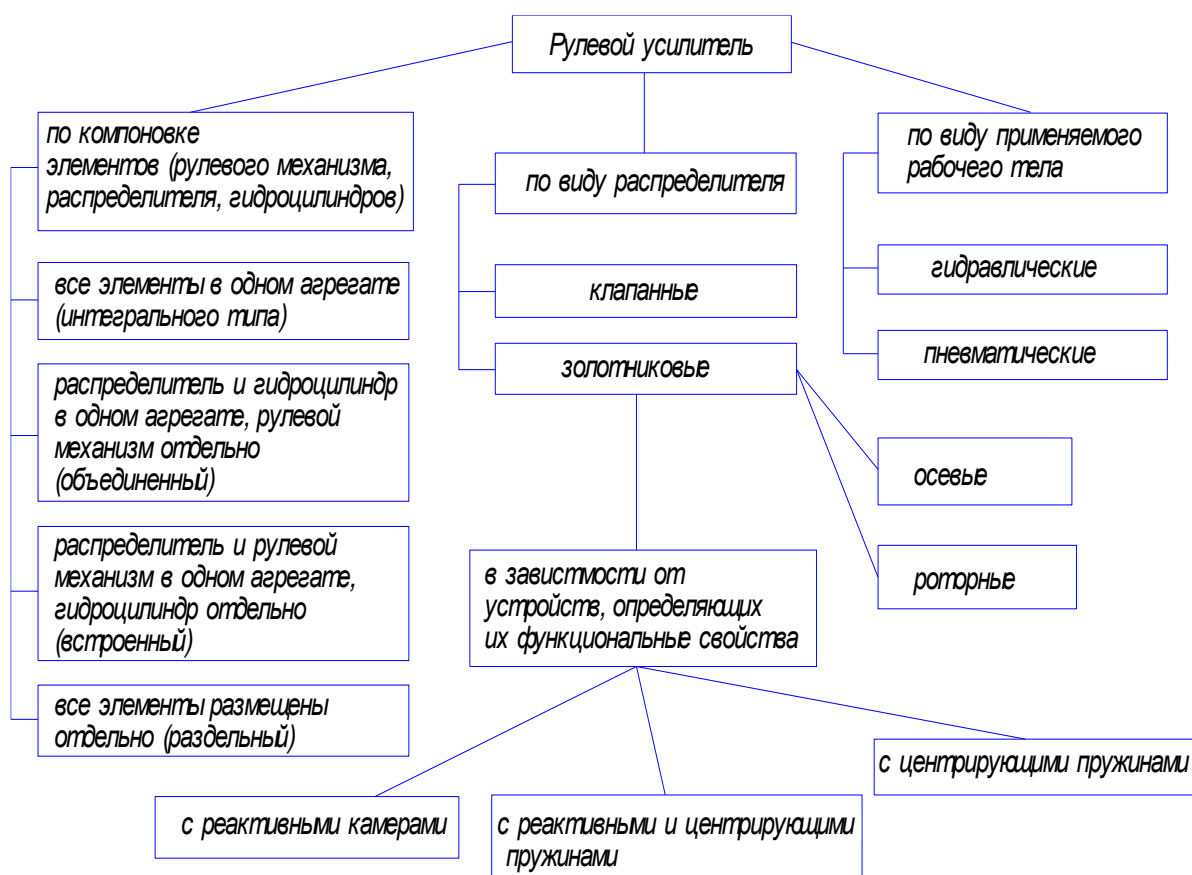 Рулевой усилитель
по компоновке
элементов (рулевого механизма,
распределителя, гидроцилиндров)
все элементы в одном агрегате
(интегрального типа)
распределитель и гидроцилиндр
в одном агрегате, рулевой
механизм отдельно
(объединенный)
распределитель и рулевой
механизм в одном агрегате,
гидроцилиндр отдельно
(встроенный)
все элементы размещены
отдельно (раздельный)
по виду распределителя
клапанные
золотниковые
осевые
роторные
в завистмости от
устройств, определяющих
их функциональные свойства
с реактивными камерами
с реактивными и центрирующими
пружинами
с центрирующими пружинами
по виду применяемого
рабочего тела
гидравлические
пневматические